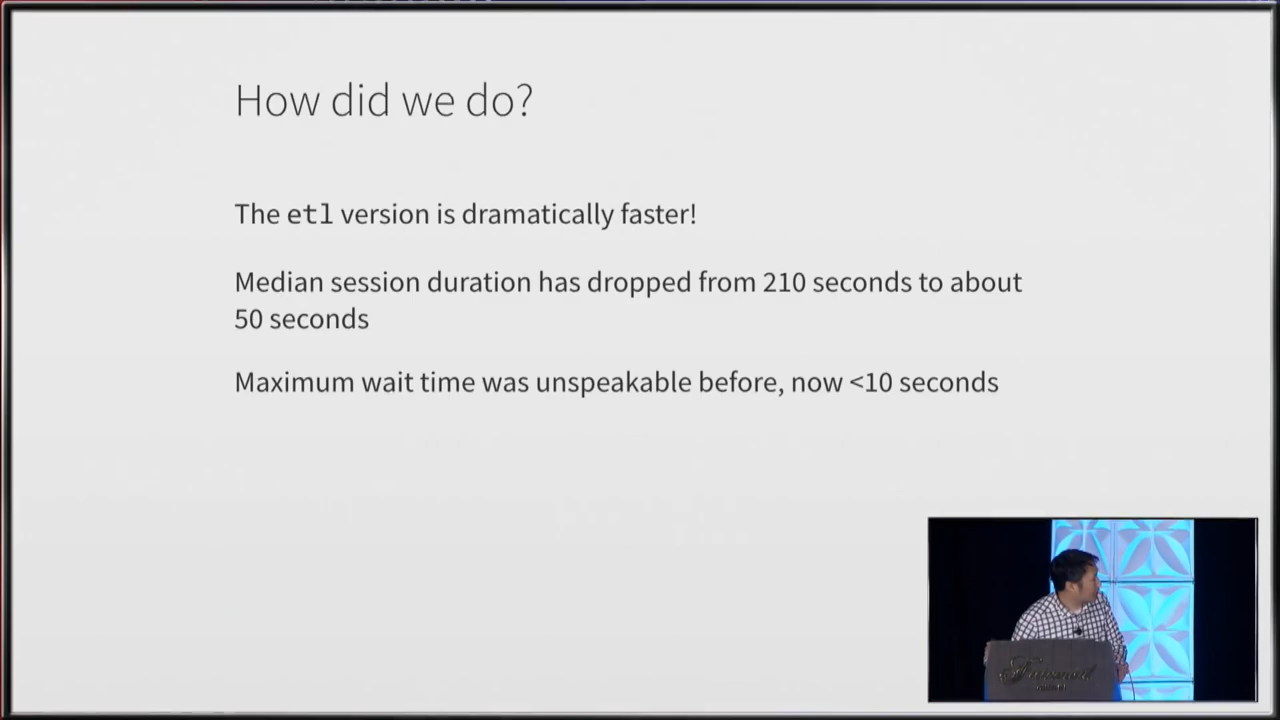 How did we do?
The etl version is dramatically faster!
Median session duration has dropped from 210 seconds to about
50 seconds
Maximum wait time was unspeakable before, now <10 seconds
Fairmont